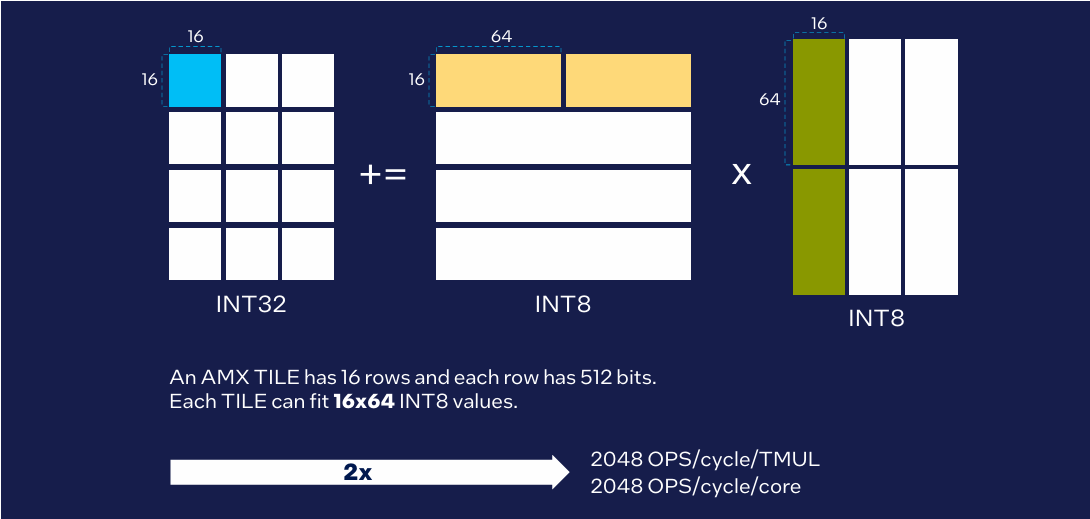 16
64
16
16
16
64
+=
x
INT32
INT8
INT8
An AMX TILE has 16 rows and each row has 512 bits.
Each TILE can fit 16x64 INT8 values.
2x
2048 OPS/cycle/TMUL
2048 OPS/cycle/core